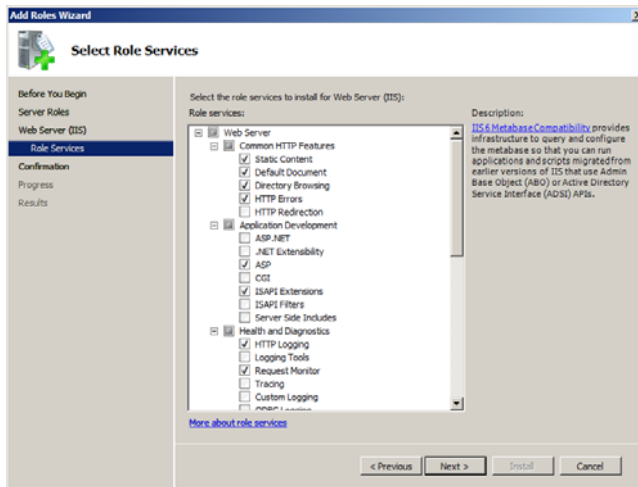 Add Roles Wizard
Select Role Services
Before You Begin
Server Roles
Web Server (IIS)
Role Services
Confirmation
Progress
Results
Select the role services to install for Web Server (IIS):
Role services:
Web Server
Common HTTP Features
Static Content
Default Document
Directory Browsing
HTTP Errors
HTTP Redirection
Application Development
ASP.NET
.NET Extensibility
ASP
CGI
ISAPI Extensions
ISAPI Filters
Server Side Includes
Health and Diagnostics
HTTP Logging
Logging Tools
Request Monitor
Tracing
Custom Logging
ODBC Logging
More about role services
Description:
IIS 6 Metabase Compatibility provides
infrastructure to query and configure
the metabase so that you can run
applications and scripts migrated from
earlier versions of IIS that use Admin
Base Object (ABO) or Active Directory
Service Interface (ADSI) APIs.
< Previous
Next >
Install
Cancel